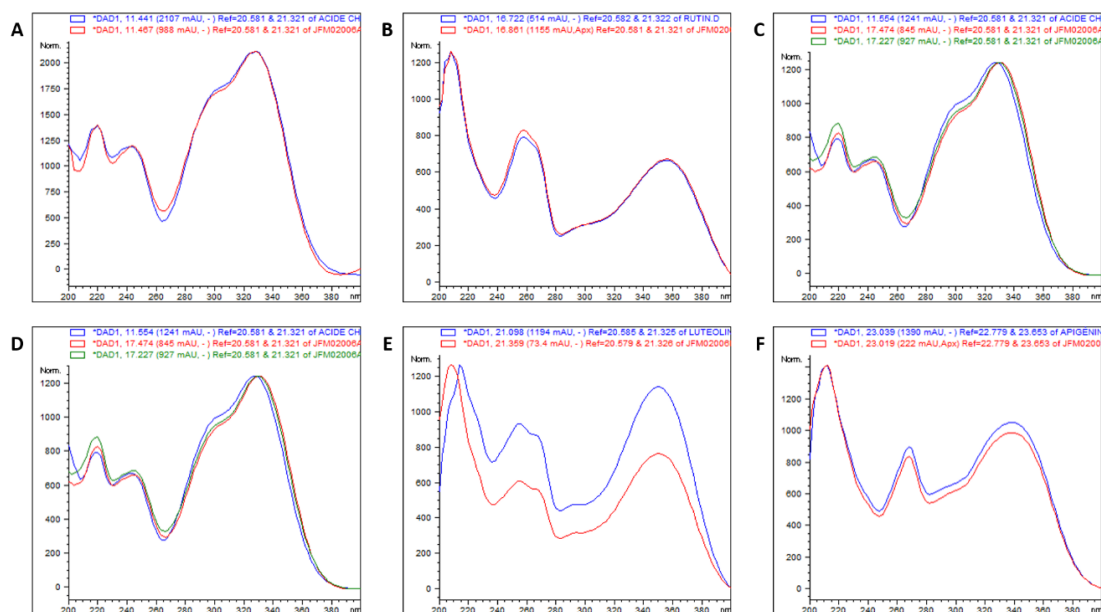 A
*DAD1, 11.441 (2107 mAU, - ) Ref=20.581 & 21.321 of ACIDE CH
*DAD1, 11.467 (988 mAU, - ) Ref=20.581 & 21.321 of JFM02006A
Norm.
2000
1750
1500
1250
1000
750
500
250
0
200 220 240 260 280 300 320 340 360 380 nm
B
*DAD1, 16.722 (514 mAU, - ) Ref=20.582 & 21.322 of RUTIN.D
*DAD1, 16.861 (1155 mAU,Apx) Ref=20.581 & 21.321 of JFM02
Norm.
1200
1000
800
600
400
200
0
200 220 240 260 280 300 320 340 360 380 nm
C
*DAD1, 11.554 (1241 mAU, - ) Ref=20.581 & 21.321 of ACIDE CH
*DAD1, 17.474 (845 mAU, - ) Ref=20.581 & 21.321 of JFM02006A
*DAD1, 17.227 (927 mAU, - ) Ref=20.581 & 21.321 of JFM02006A
Norm.
1200
1000
800
600
400
200
0
200 220 240 260 280 300 320 340 360 380 nm
D
*DAD1, 11.554 (1241 mAU, - ) Ref=20.581 & 21.321 of ACIDE CH
*DAD1, 17.474 (845 mAU, - ) Ref=20.581 & 21.321 of JFM02006A
*DAD1, 17.227 (927 mAU, - ) Ref=20.581 & 21.321 of JFM02006A
Norm.
1200
1000
800
600
400
200
0
200 220 240 260 280 300 320 340 360 380 nm
E
*DAD1, 21.098 (1194 mAU, - ) Ref=20.585 & 21.325 of LUTEOLIN
*DAD1, 21.359 (73.4 mAU, - ) Ref=20.579 & 21.326 of JFM02006
Norm.
1200
1000
800
600
400
200
0
200 220 240 260 280 300 320 340 360 380 nm
F
*DAD1, 23.039 (1390 mAU, - ) Ref=22.779 & 23.653 of APIGENIN
*DAD1, 23.019 (222 mAU,Apx) Ref=22.779 & 23.653 of JFM02006
Norm.
1400
1200
1000
800
600
400
200
0
200 220 240 260 280 300 320 340 360 380 nm